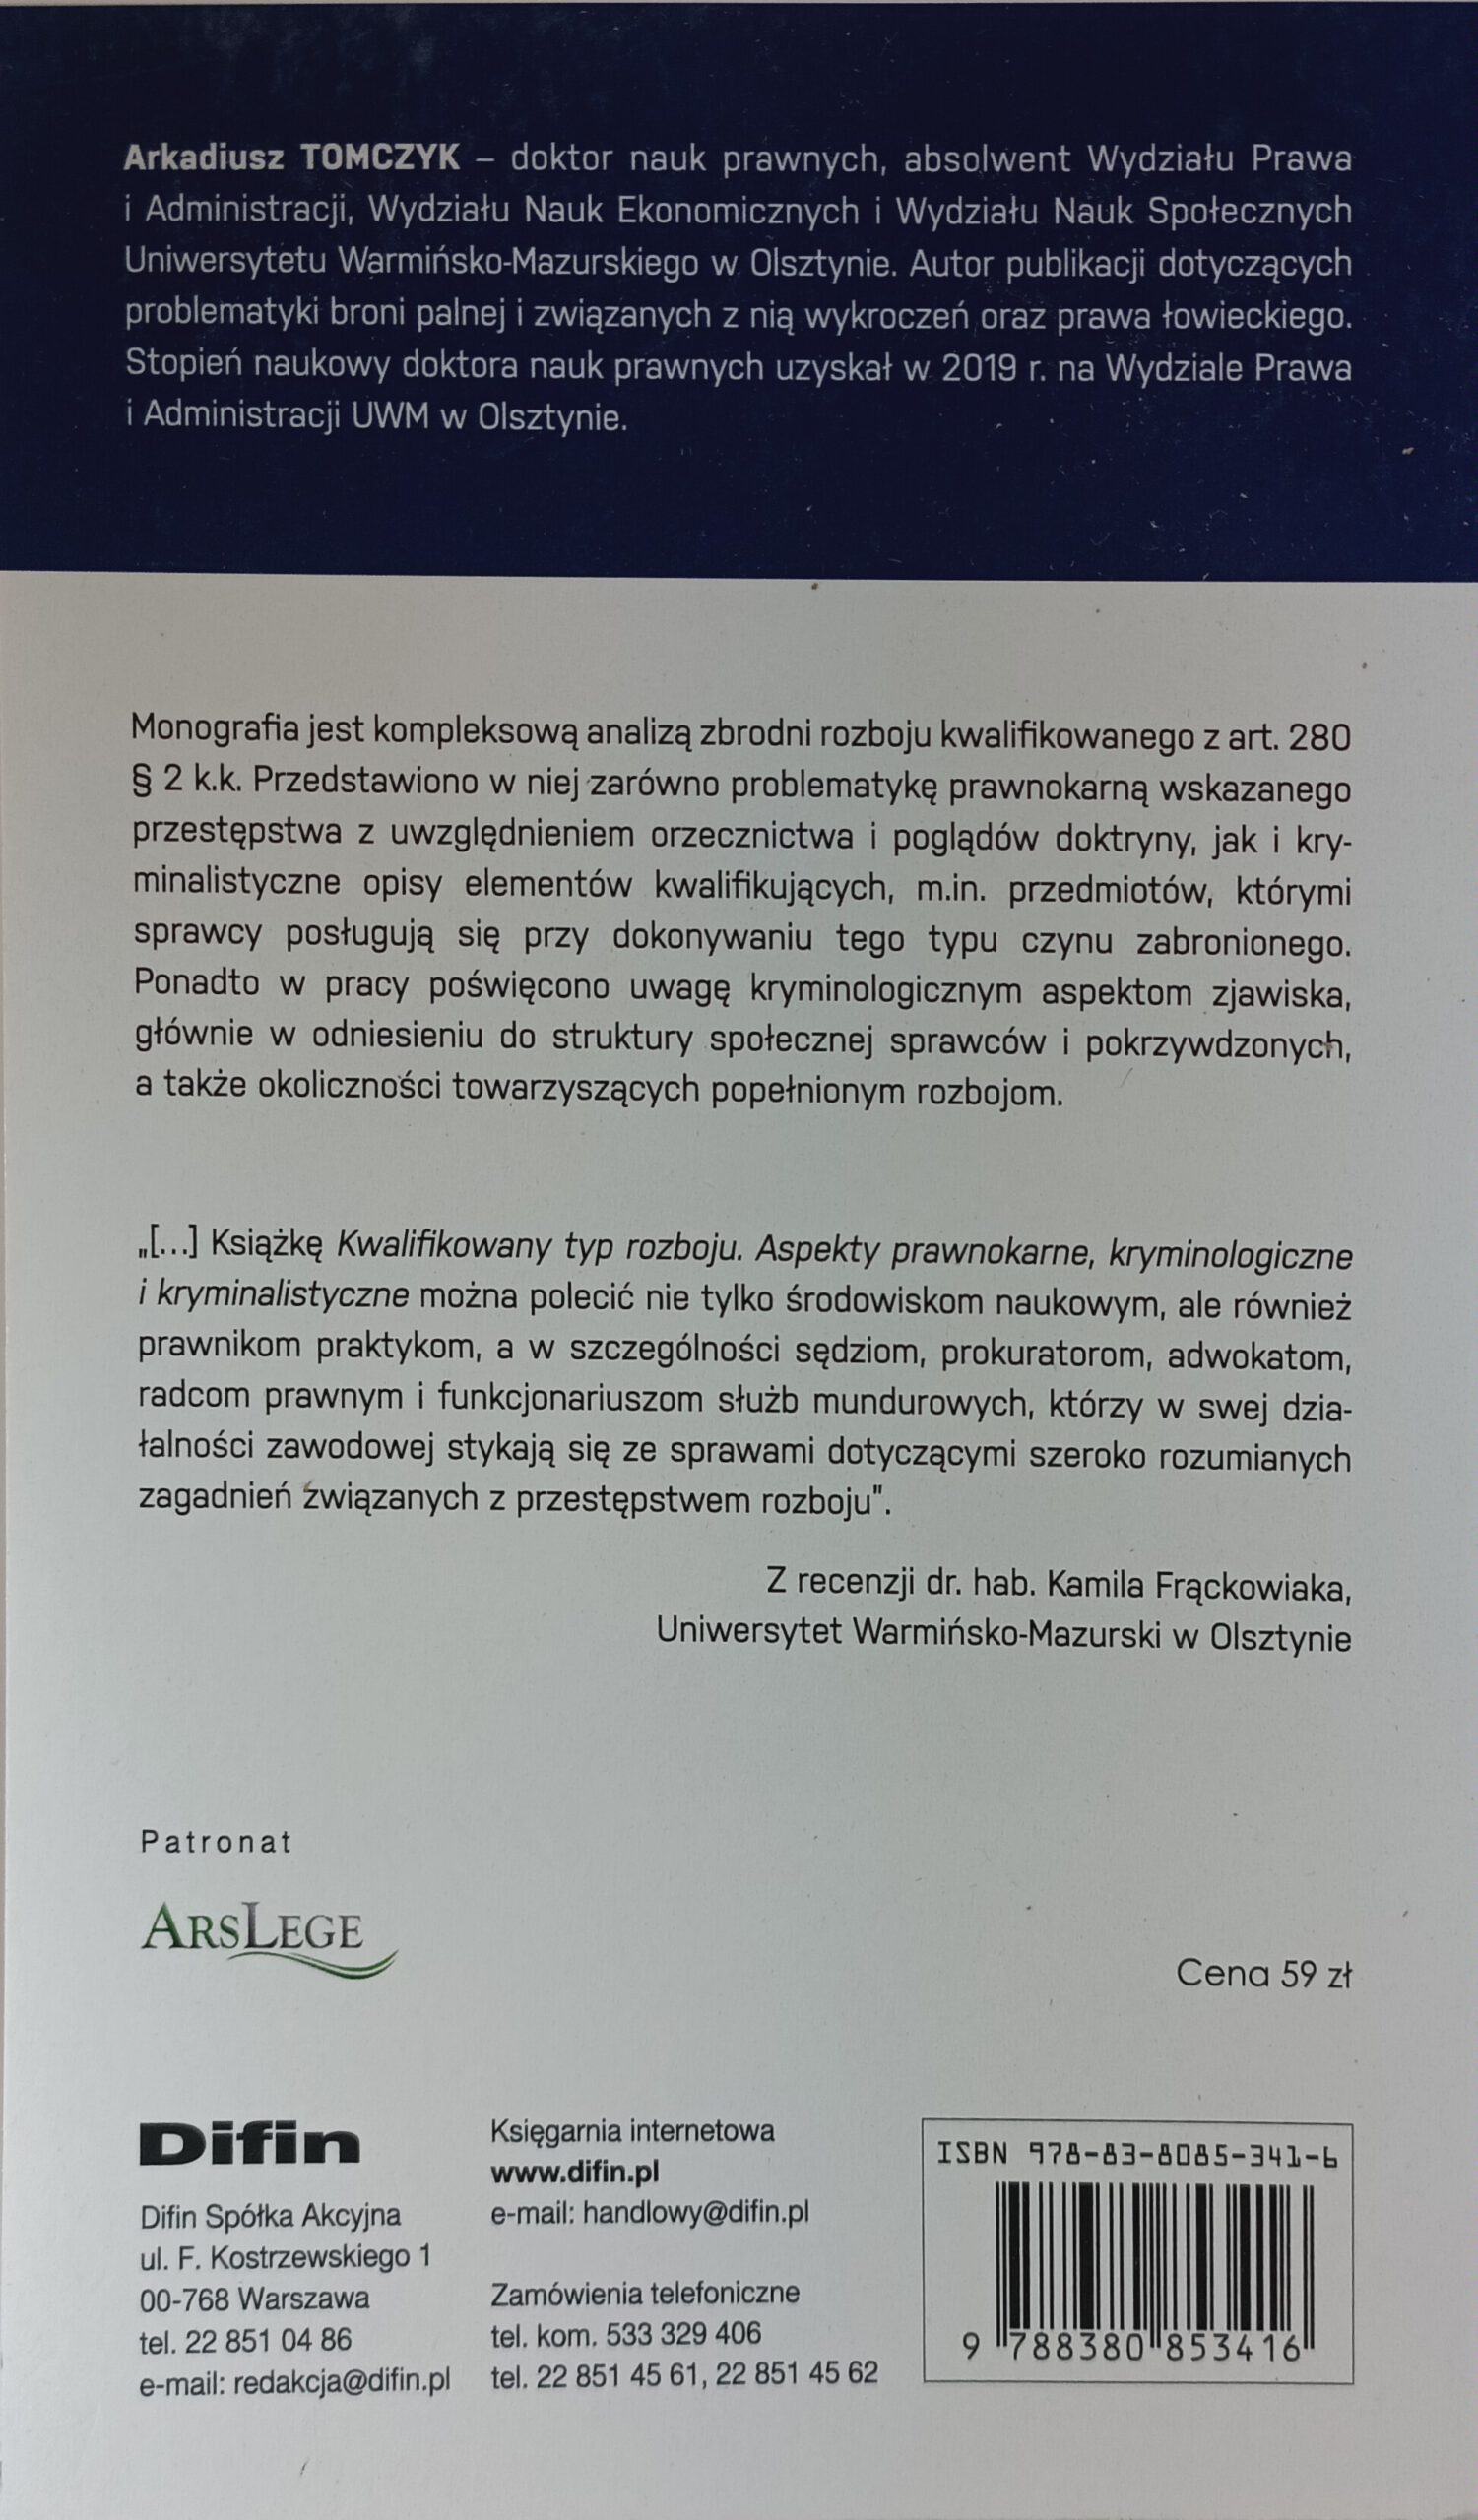 Arkadiusz TOMCZYK – doktor nauk prawnych, absolwent Wydziału Prawa
i Administracji, Wydziału Nauk Ekonomicznych i Wydziału Nauk Społecznych
Uniwersytetu Warmińsko-Mazurskiego w Olsztynie. Autor publikacji dotyczących
problematyki broni palnej i związanych z nią wykroczeń oraz prawa łowieckiego.
Stopień naukowy doktora nauk prawnych uzyskał w 2019 r. na Wydziale Prawa
i Administracji UWM w Olsztynie.
Monografia jest kompleksową analizą zbrodni rozboju kwalifikowanego z art. 280
§ 2 k.k. Przedstawiono w niej zarówno problematykę prawnokarną wskazanego
przestępstwa z uwzględnieniem orzecznictwa i poglądów doktryny, jak i kry-
minalistyczne opisy elementów kwalifikujących, m.in. przedmiotów, którymi
sprawcy posługują się przy dokonywaniu tego typu czynu zabronionego.
Ponadto w pracy poświęcono uwagę kryminologicznym aspektom zjawiska,
głównie w odniesieniu do struktury społecznej sprawców i pokrzywdzonych,
a także okoliczności towarzyszących popełnionym rozbojom.
„[...] Książkę Kwalifikowany typ rozboju. Aspekty prawnokarne, kryminologiczne
i kryminalistyczne można polecić nie tylko środowiskom naukowym, ale również
prawnikom praktykom, a w szczególności sędziom, prokuratorom, adwokatom,
radcom prawnym i funkcjonariuszom służb mundurowych, którzy w swej dzia-
łalności zawodowej stykają się ze sprawami dotyczącymi szeroko rozumianych
zagadnień związanych z przestępstwem rozboju".
Z recenzji dr. hab. Kamila Frąckowiaka,
Uniwersytet Warmińsko-Mazurski w Olsztynie
Patronat
ARSLEGE
Cena 59 zł
Difin
Difin Spółka Akcyjna
ul. F. Kostrzewskiego 1
00-768 Warszawa
tel. 22 851 04 86
e-mail: redakcja@difin.pl
Księgarnia internetowa
www.difin.pl
e-mail: handlowy@difin.pl
Zamówienia telefoniczne
tel. kom. 533 329 406
tel. 22 851 45 61, 22 851 45 62
ISBN 978-83-8085-341-6
9 788380 853416